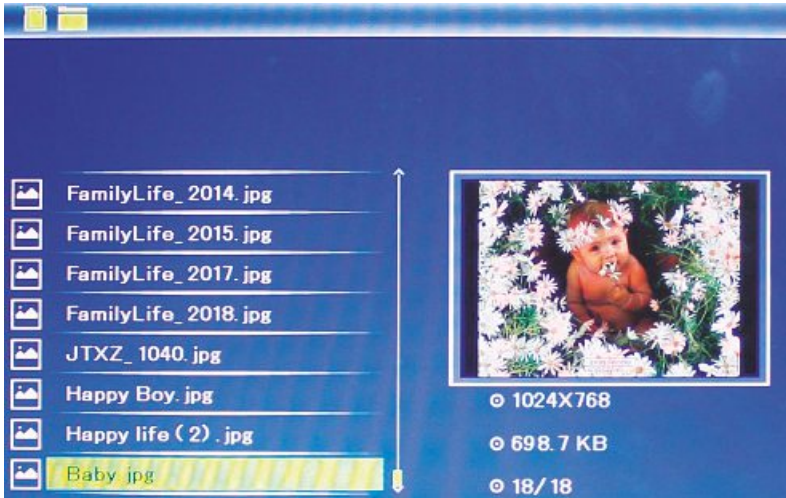 FamilyLife_2014.jpg
FamilyLife_2015.jpg
FamilyLife_2017.jpg
FamilyLife_2018.jpg
JTXZ_1040.jpg
Happy Boy.jpg
Happy life (2).jpg
Baby jpg
1024X768
698.7 KB
18/18